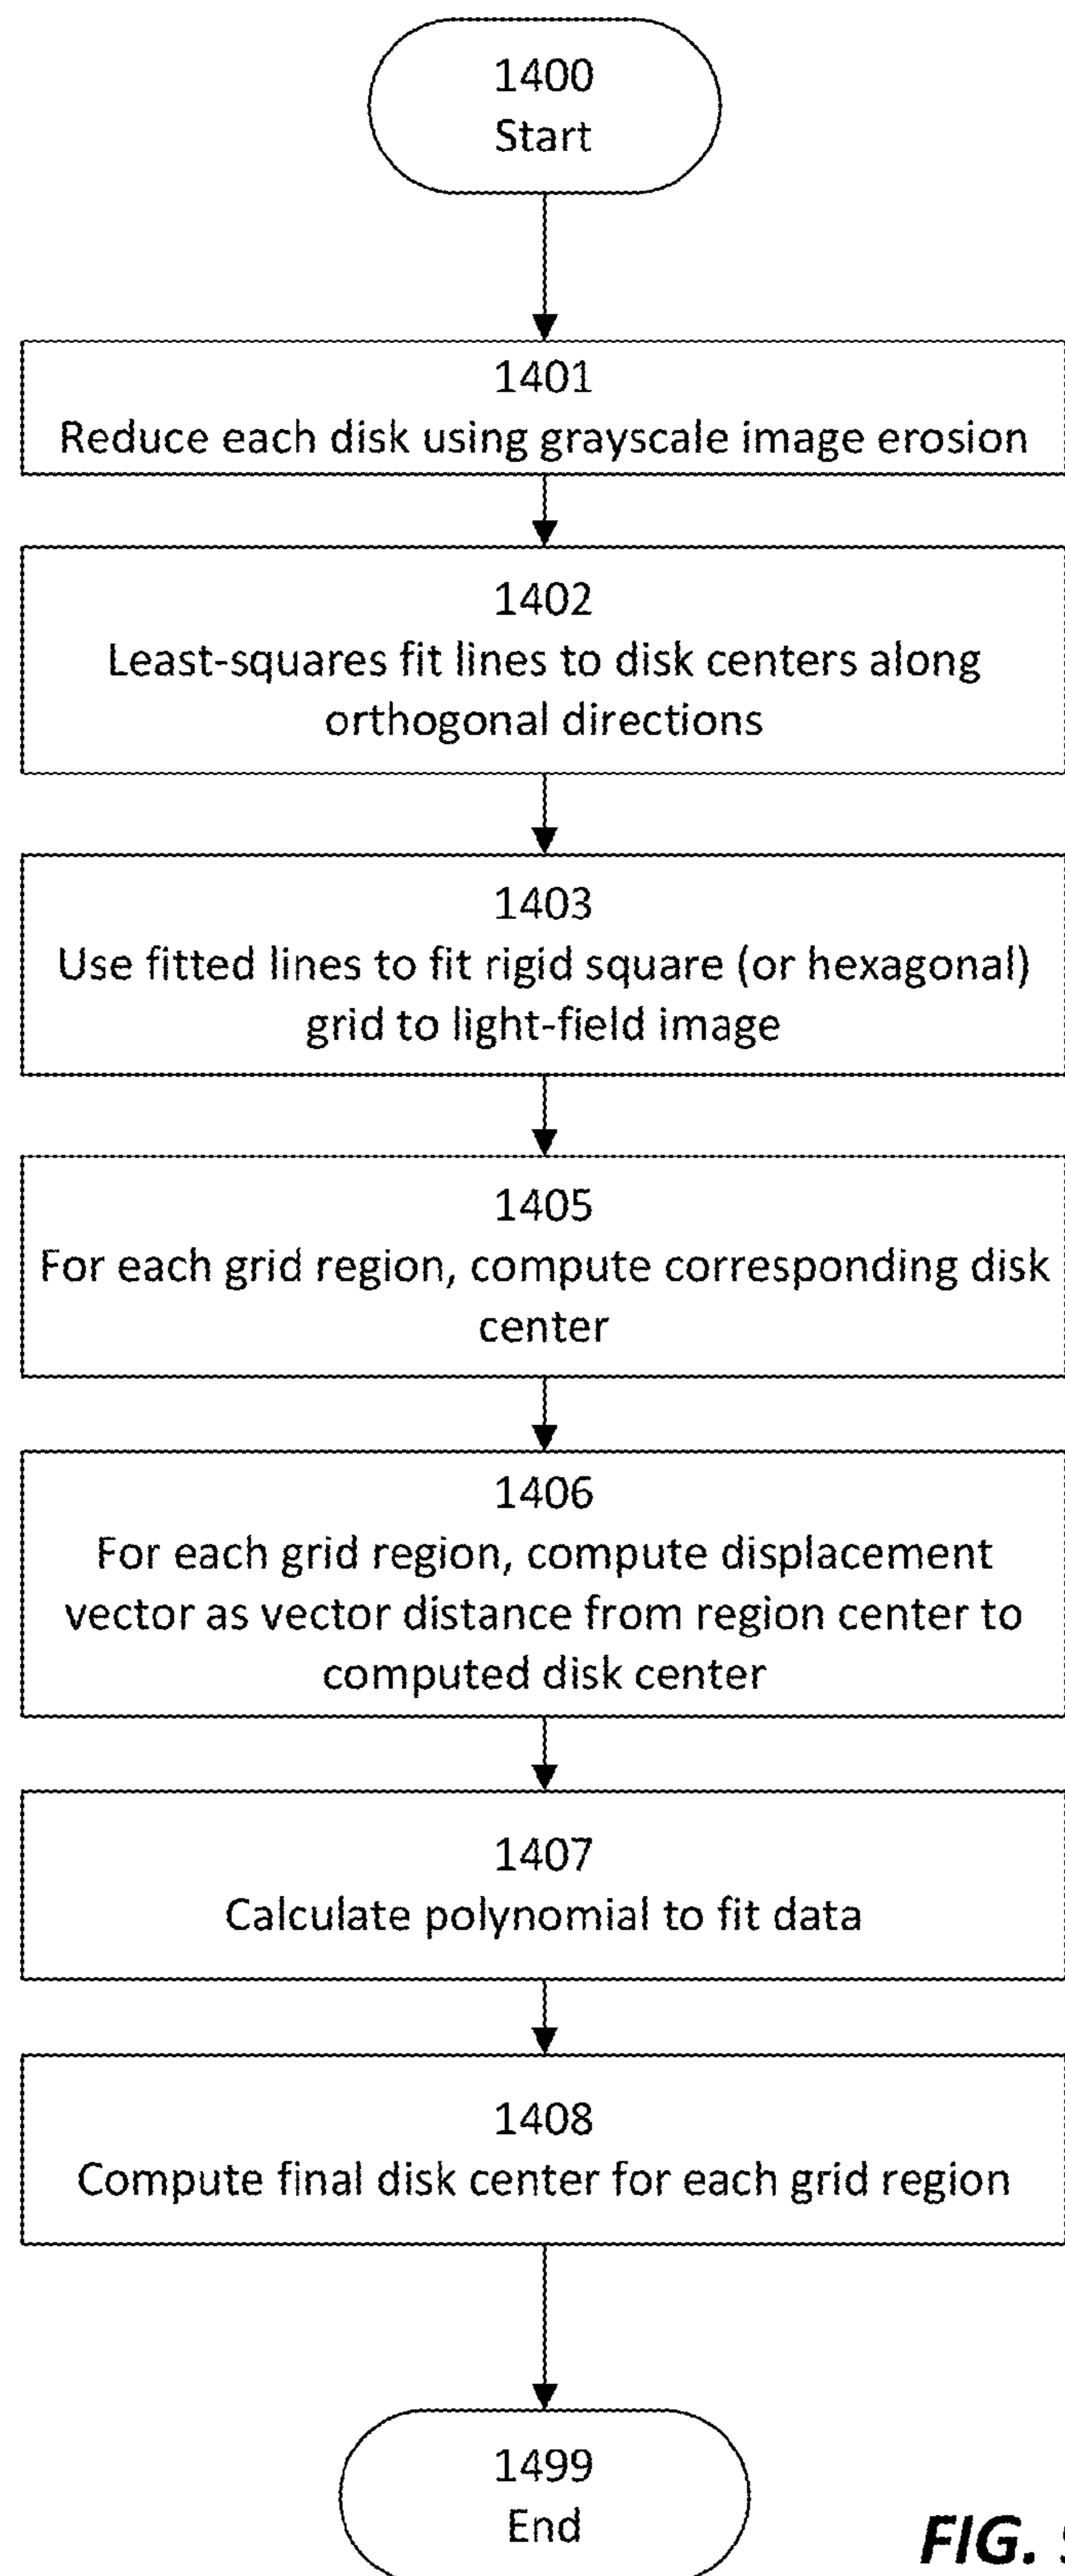 1400
Start
1401
Reduce each disk using grayscale image erosion
1402
Least-squares fit lines to disk centers along
orthogonal directions
1403
Use fitted lines to fit rigid square (or hexagonal)
grid to light-field image
1405
For each grid region, compute corresponding disk
center
1406
For each grid region, compute displacement
vector as vector distance from region center to
computed disk center
1407
Calculate polynomial to fit data
1408
Compute final disk center for each grid region
1499
End
FIG.